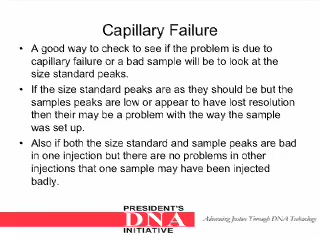 Capillary Failure
• A good way to check to see if the problem is due to
capillary failure or a bad sample will be to look at the
size standard peaks.
• If the size standard peaks are as they should be but the
samples peaks are low or appear to have lost resolution
then their may be a problem with the way the sample
was set up.
• Also if both the size standard and sample peaks are bad
in one injection but there are no problems in other
injections that one sample may have been injected
badly.
PRESIDENT'S
DNA
INITIATIVE
Advancing Justice Through DNA Technology